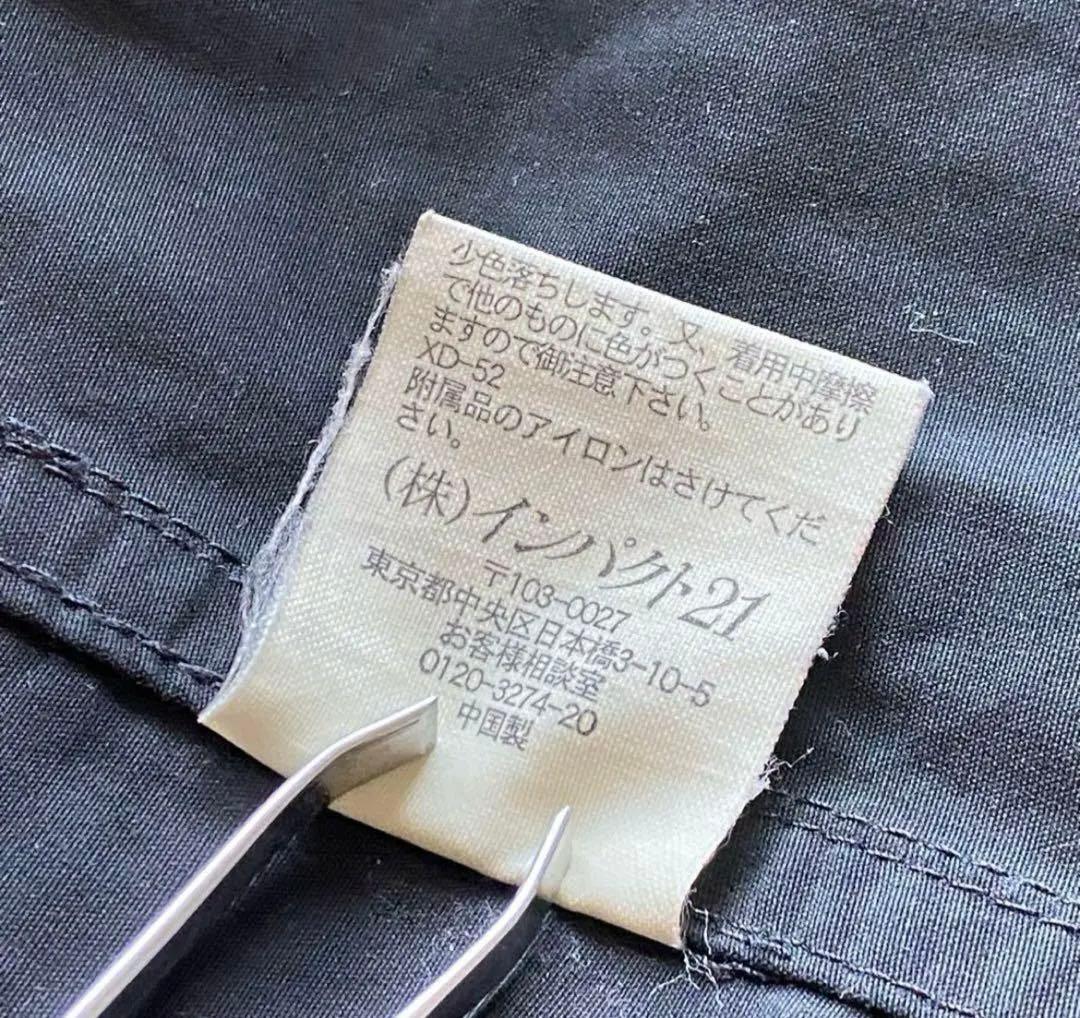 少色落ちします。又、着用中摩擦
で他のものに色がつくことがあり
ますので御注意下さい。
XD-52
附属品のアイロンはさけてくだ
さい。
(株)インパクト21
〒103-0027
東京都中央区日本橋3-10-5
お客様相談室
0120-3274-20
中国製